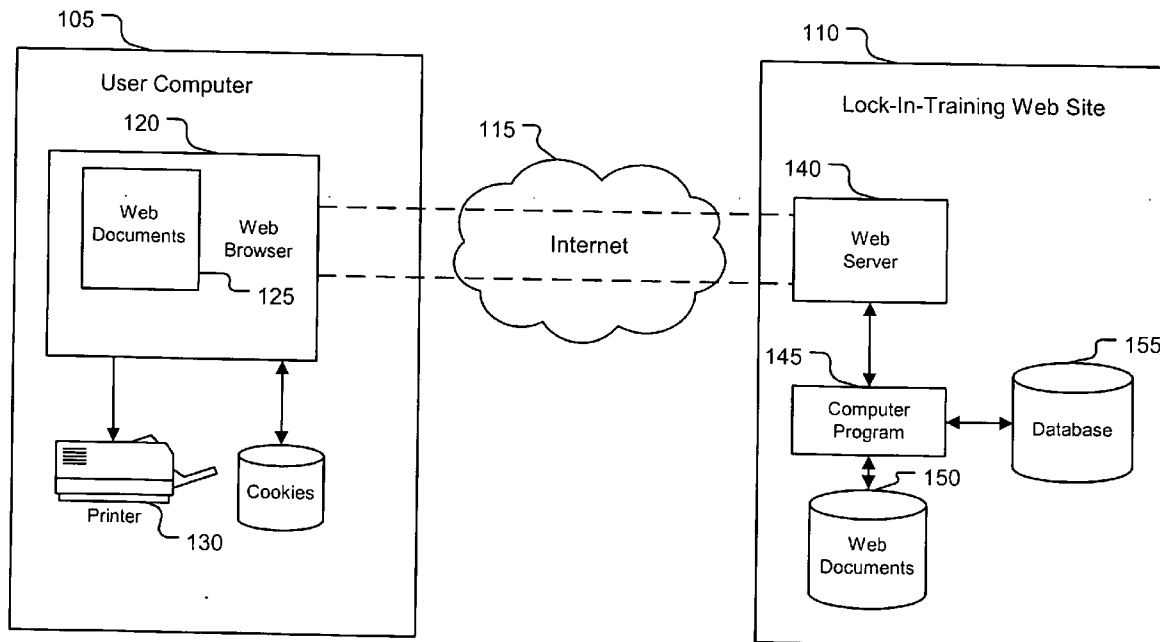 105
110
User Computer
Lock-In-Training Web Site
120
115
140
Web
Documents
Web
Browser
125
Internet
Web
Server
145
155
Computer
Program
Database
Cookies
Printer
130
150
Web
Documents